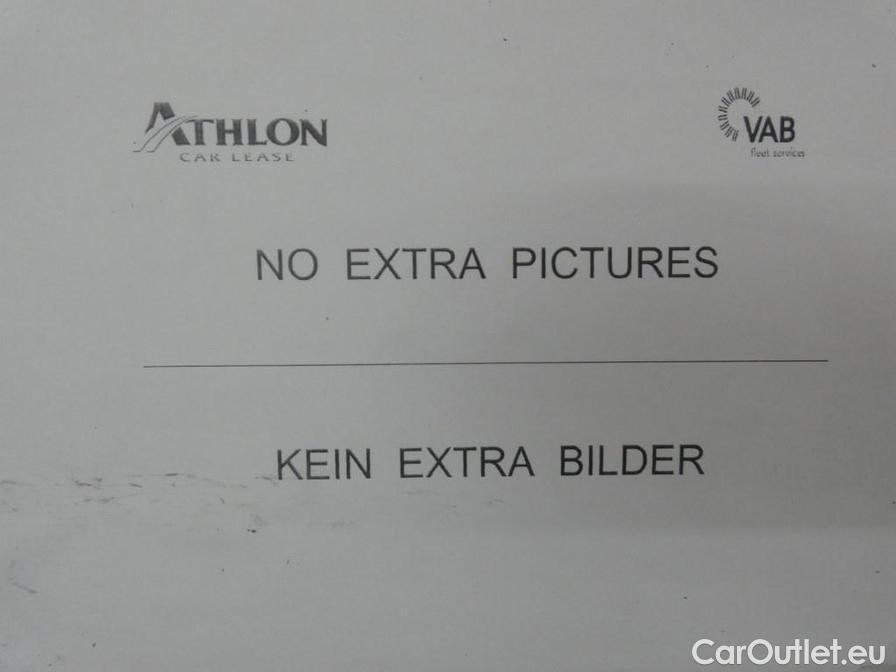 ATHLON
CAR LEASE
VAB
fleet services
NO EXTRA PICTURES
KEIN EXTRA BILDER
CarOutlet.eu